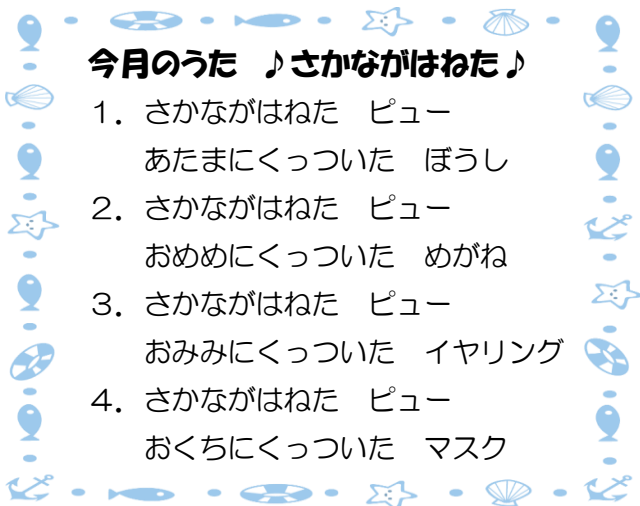 今月のうた　♪さかながはねた♪
１．さかながはねた　ピュー
あたまにくっついた　ぼうし
２．さかながはねた　ピュー
おめめにくっついた　めがね
３．さかながはねた　ピュー
おみみにくっついた　イヤリング
４．さかながはねた　ピュー
おくちにくっついた　マスク